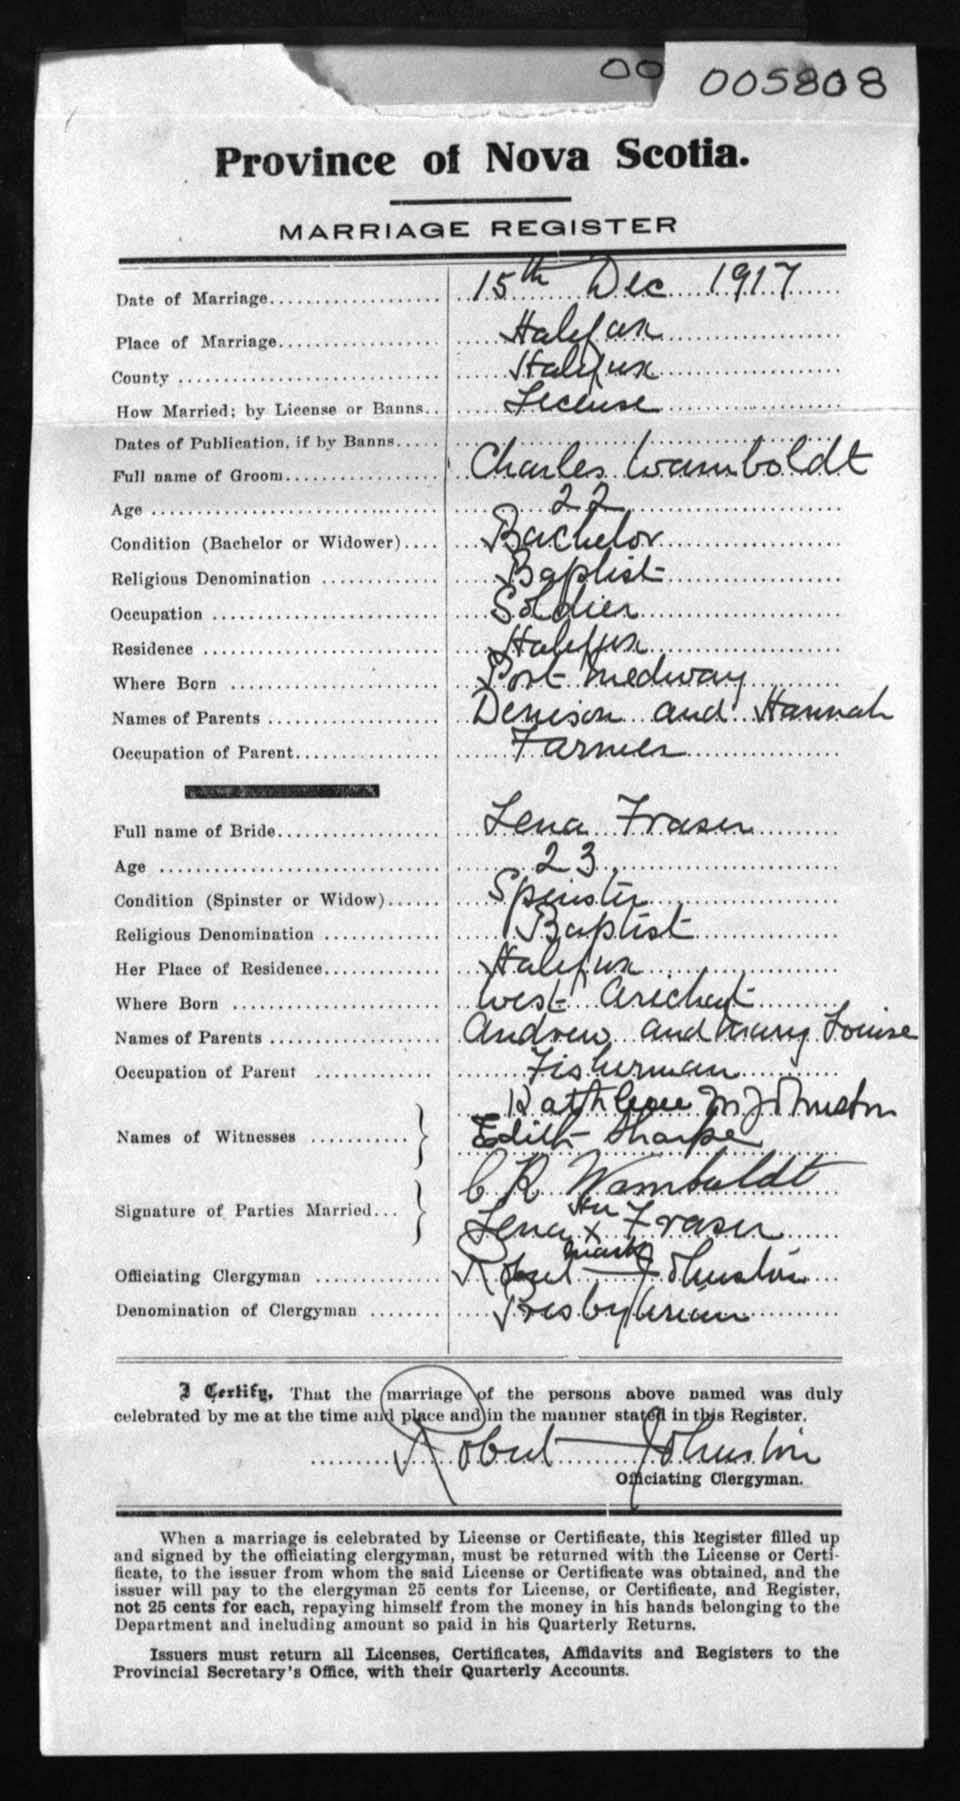 00 005808
Province of Nova Scotia.
MARRIAGE REGISTER
Date of Marriage 15th Dec 1917
Place of Marriage Halifax
County Halifax
How Married; by License or Banns License
Dates of Publication, if by Banns
Full name of Groom Charles Wamboldt
Age 22
Condition (Bachelor or Widower) Bachelor
Religious Denomination Baptist
Occupation Soldier
Residence Halifax
Where Born Port Medway
Names of Parents Denison and Hannah
Occupation of Parent Farmer
Full name of Bride Lena Fraser
Age 23
Condition (Spinster or Widow) Spinster
Religious Denomination Baptist
Her Place of Residence Halifax
Where Born West Arichat
Names of Parents Andrew and Mary Louise
Occupation of Parent Fisherman
Kathleen M Johnston
Names of Witnesses Edith Sharpe
C R Wamboldt
Signature of Parties Married Lena her x mark Fraser
Officiating Clergyman Robert Johnston
Denomination of Clergyman Presbyterian
I Certify, That the marriage of the persons above named was duly
celebrated by me at the time and place and in the manner stated in this Register.
Robert Johnston
Officiating Clergyman.
When a marriage is celebrated by License or Certificate, this Register filled up
and signed by the officiating clergyman, must be returned with the License or Certi-
ficate, to the issuer from whom the said License or Certificate was obtained, and the
issuer will pay to the clergyman 25 cents for License, or Certificate, and Register,
not 25 cents for each, repaying himself from the money in his hands belonging to the
Department and including amount so paid in his Quarterly Returns.
Issuers must return all Licenses, Certificates, Affidavits and Registers to the
Provincial Secretary's Office, with their Quarterly Accounts.